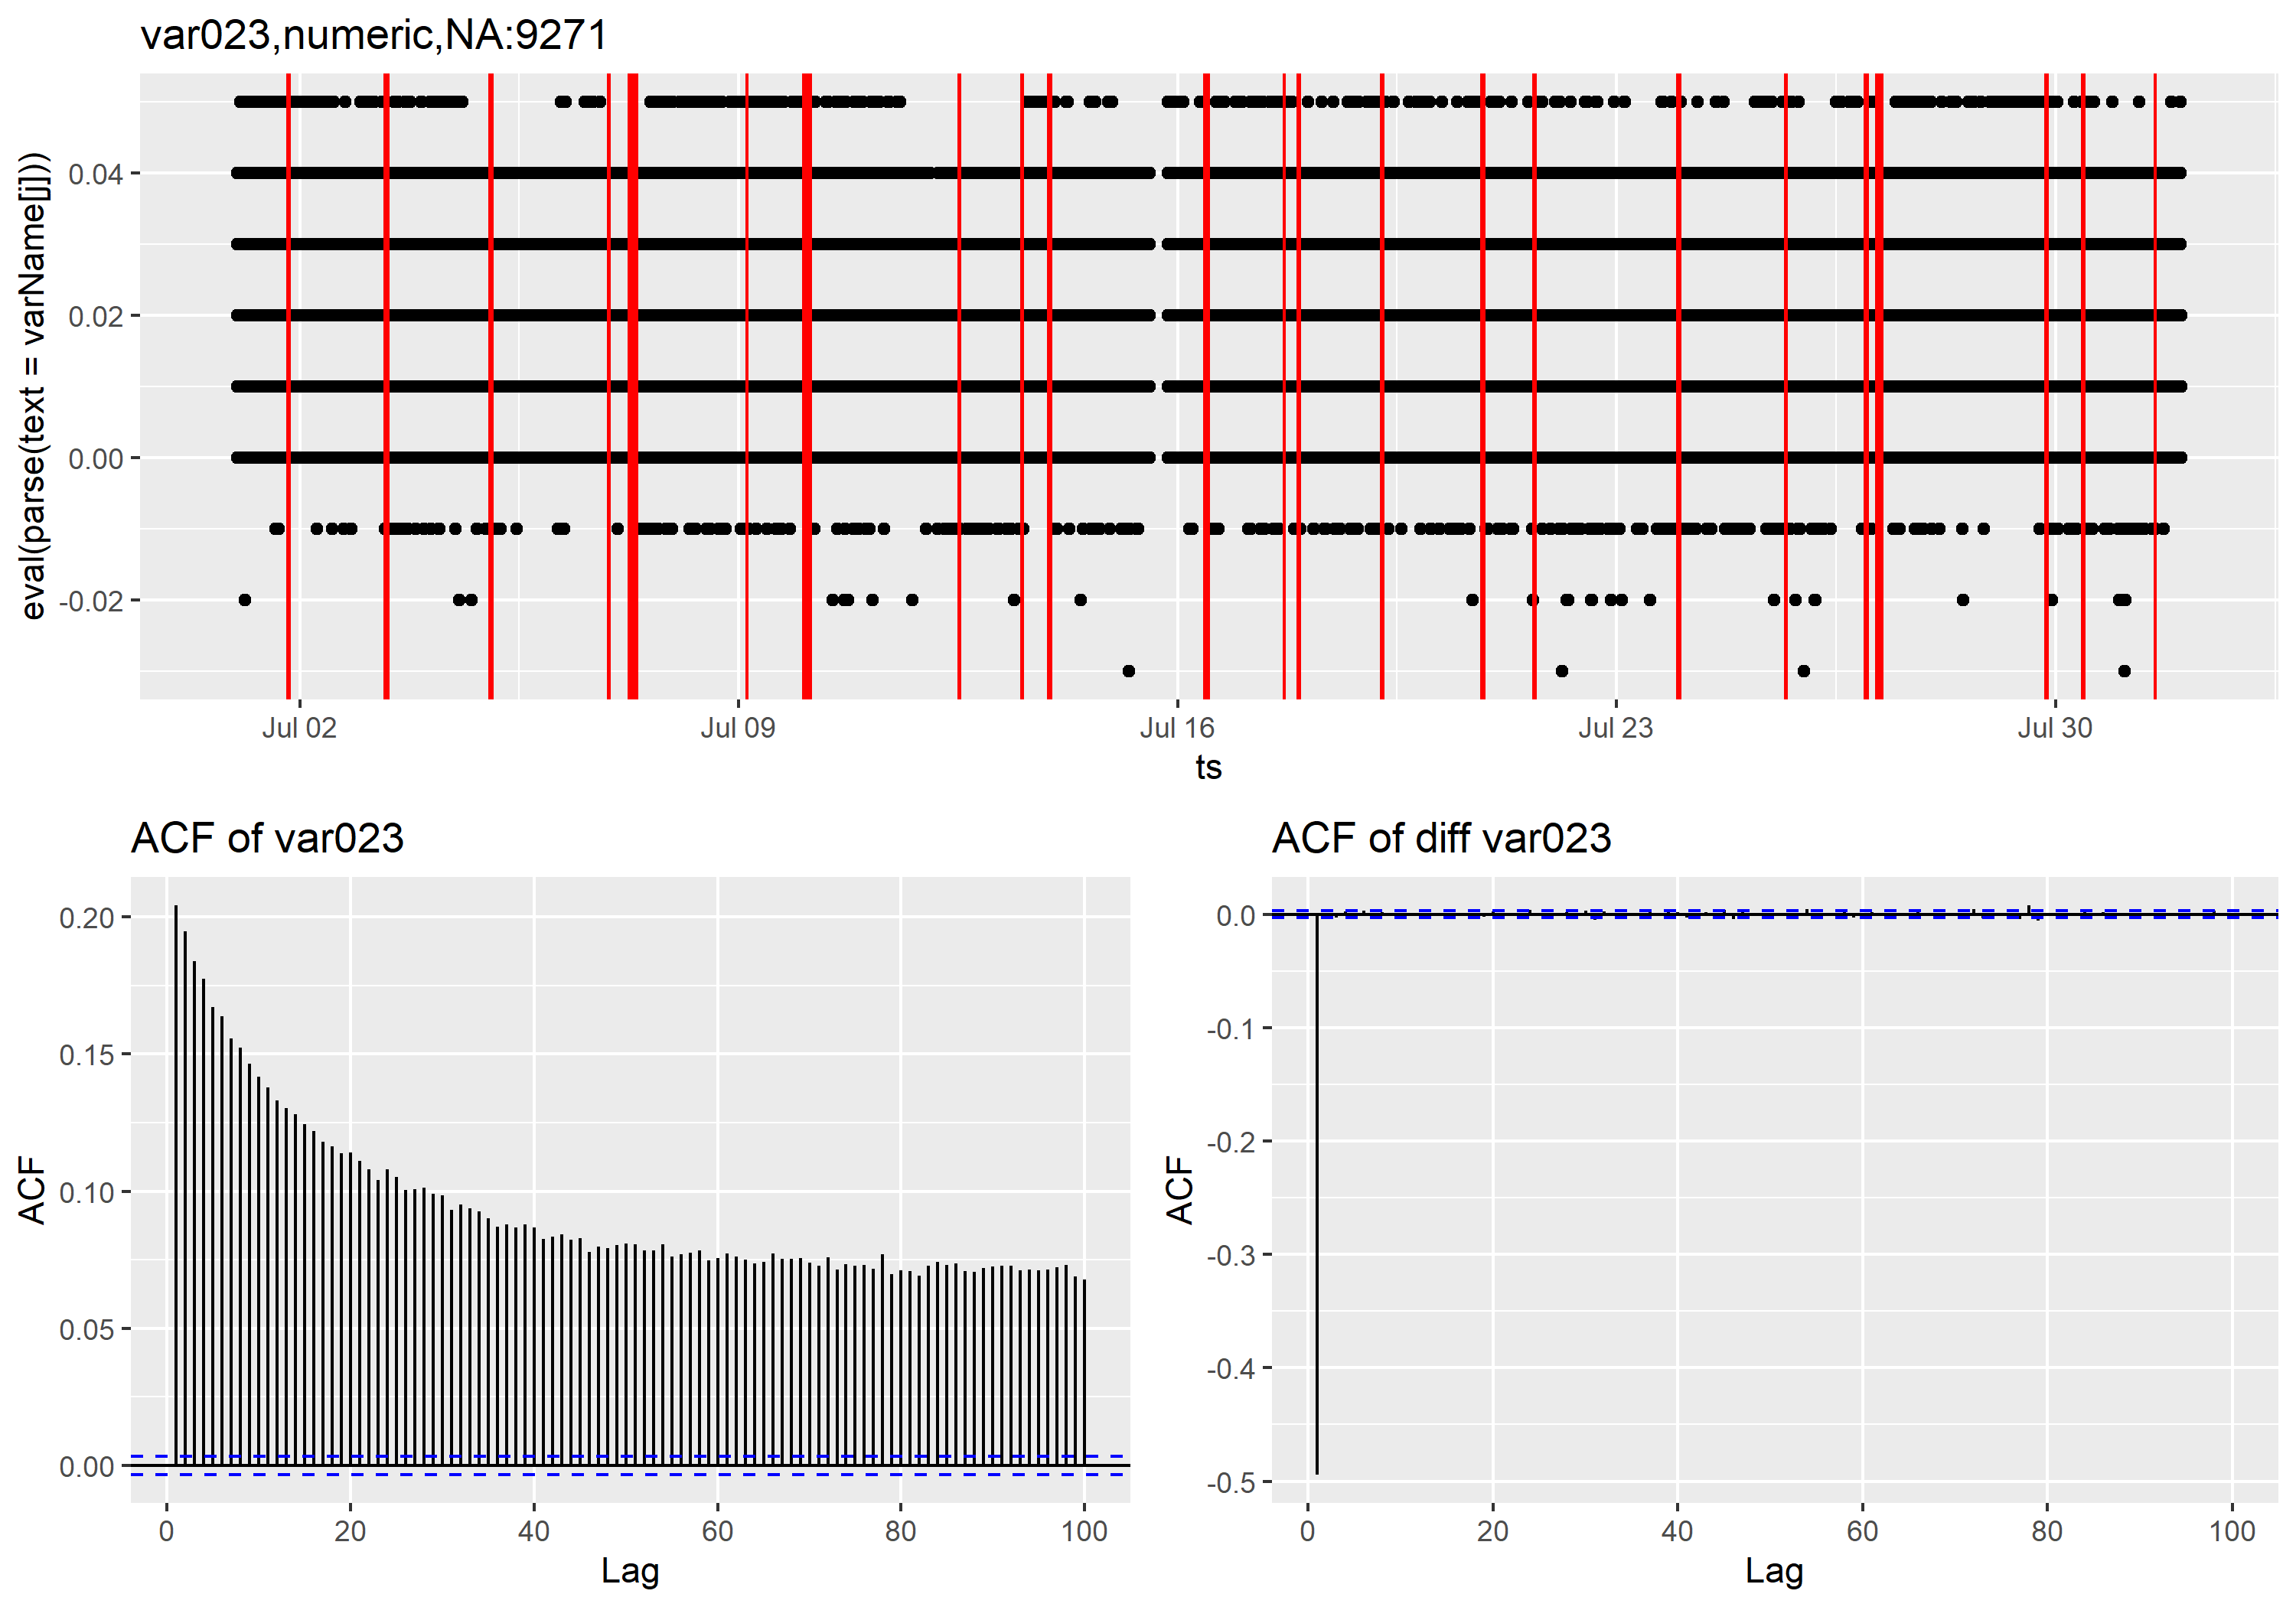 var023,numeric,NA:9271
eval(parse(text = varName[j]))
0.04
0.02
0.00
-0.02
Jul 02
Jul 09
Jul 16
Jul 23
Jul 30
ts
ACF of var023
ACF
0.20
0.15
0.10
0.05
0.00
0
20
40
60
80
100
Lag
ACF of diff var023
ACF
0.0
-0.1
-0.2
-0.3
-0.4
-0.5
0
20
40
60
80
100
Lag